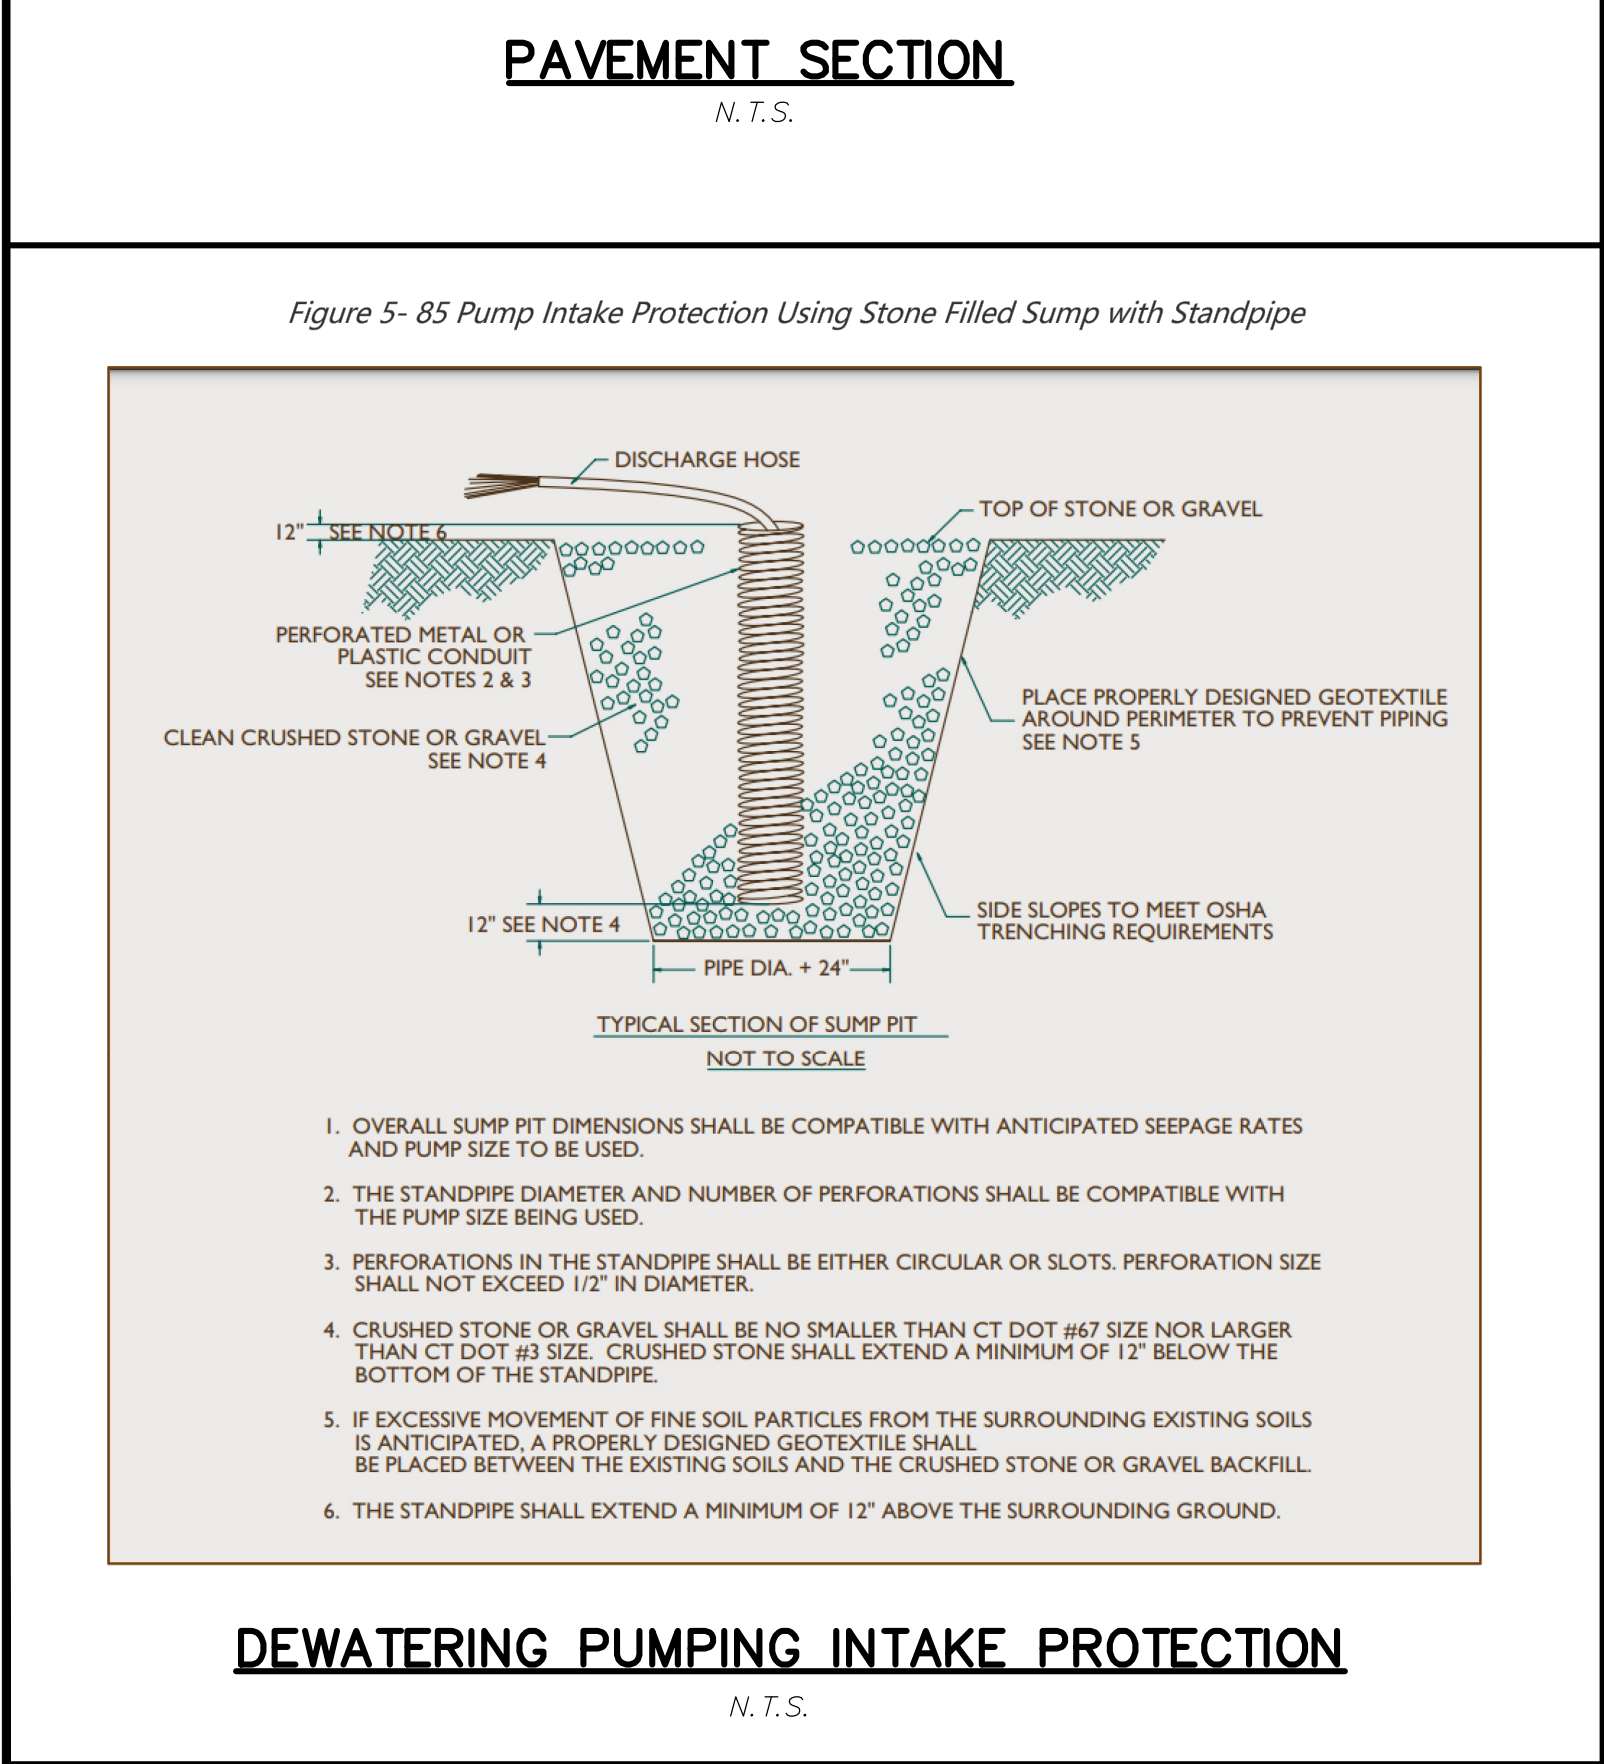 PAVEMENT SECTION
N.T.S.
Figure 5- 85 Pump Intake Protection Using Stone Filled Sump with Standpipe
DISCHARGE HOSE
TOP OF STONE OR GRAVEL
12" SEE NOTE 6
PERFORATED METAL OR
PLASTIC CONDUIT
SEE NOTES 2 & 3
PLACE PROPERLY DESIGNED GEOTEXTILE
AROUND PERIMETER TO PREVENT PIPING
SEE NOTE 5
CLEAN CRUSHED STONE OR GRAVEL
SEE NOTE 4
12" SEE NOTE 4
SIDE SLOPES TO MEET OSHA
TRENCHING REQUIREMENTS
PIPE DIA. + 24"
TYPICAL SECTION OF SUMP PIT
NOT TO SCALE
1. OVERALL SUMP PIT DIMENSIONS SHALL BE COMPATIBLE WITH ANTICIPATED SEEPAGE RATES
AND PUMP SIZE TO BE USED.
2. THE STANDPIPE DIAMETER AND NUMBER OF PERFORATIONS SHALL BE COMPATIBLE WITH
THE PUMP SIZE BEING USED.
3. PERFORATIONS IN THE STANDPIPE SHALL BE EITHER CIRCULAR OR SLOTS. PERFORATION SIZE
SHALL NOT EXCEED 1/2" IN DIAMETER.
4. CRUSHED STONE OR GRAVEL SHALL BE NO SMALLER THAN CT DOT #67 SIZE NOR LARGER
THAN CT DOT #3 SIZE. CRUSHED STONE SHALL EXTEND A MINIMUM OF 12" BELOW THE
BOTTOM OF THE STANDPIPE.
5. IF EXCESSIVE MOVEMENT OF FINE SOIL PARTICLES FROM THE SURROUNDING EXISTING SOILS
IS ANTICIPATED, A PROPERLY DESIGNED GEOTEXTILE SHALL
BE PLACED BETWEEN THE EXISTING SOILS AND THE CRUSHED STONE OR GRAVEL BACKFILL.
6. THE STANDPIPE SHALL EXTEND A MINIMUM OF 12" ABOVE THE SURROUNDING GROUND.
DEWATERING PUMPING INTAKE PROTECTION
N.T.S.